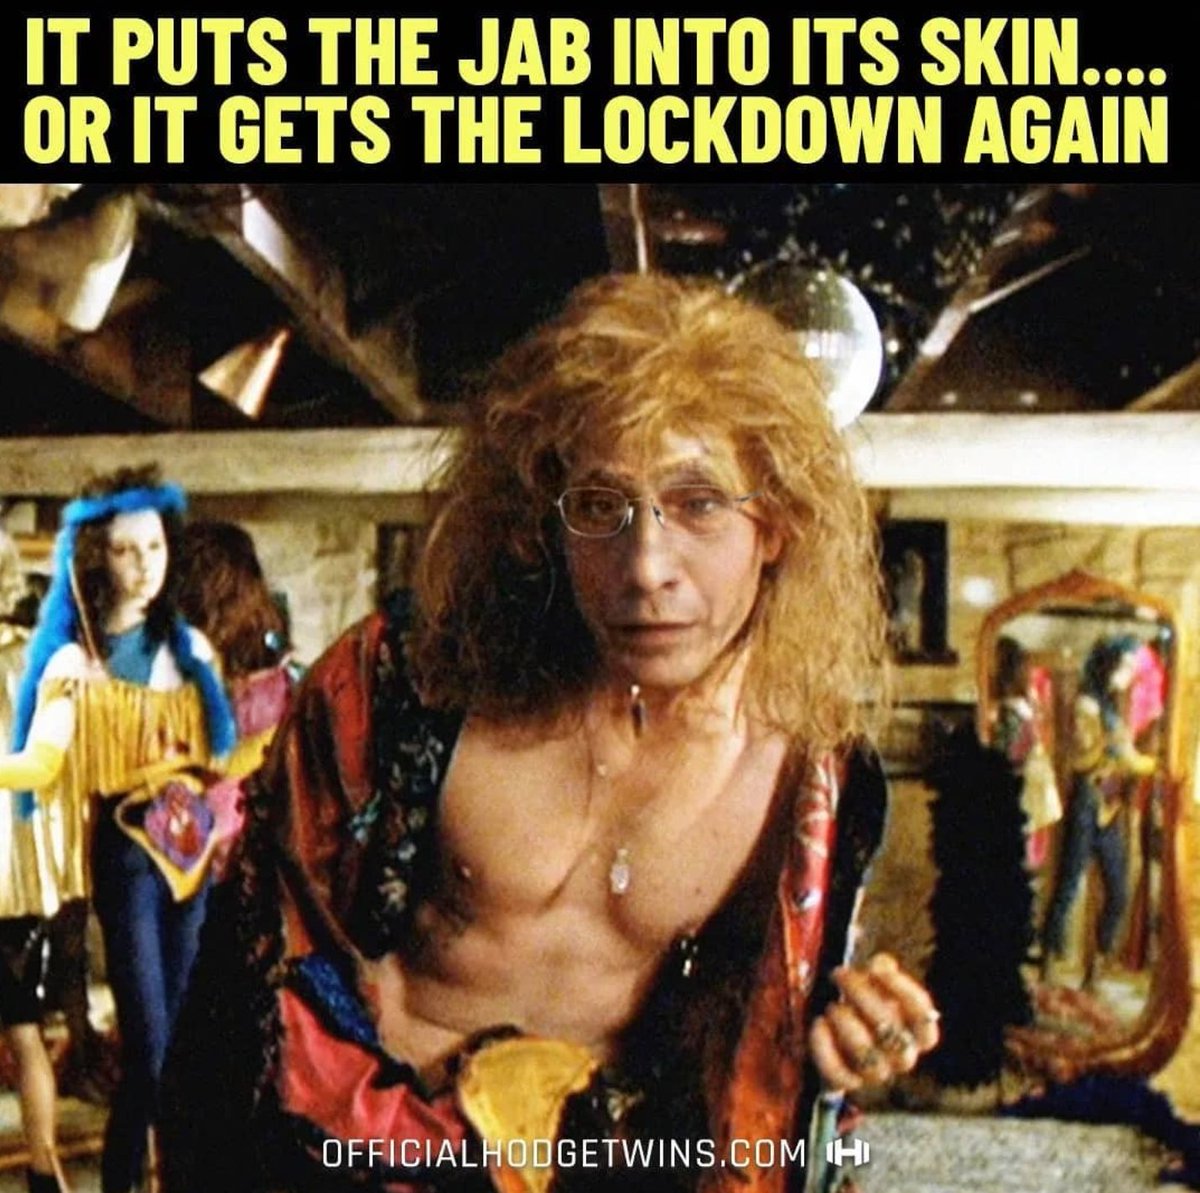 IT PUTS THE JAB INTO ITS SKIN....
OR IT GETS THE LOCKDOWN AGAIN
OFFICIALHODGETWINS.COM